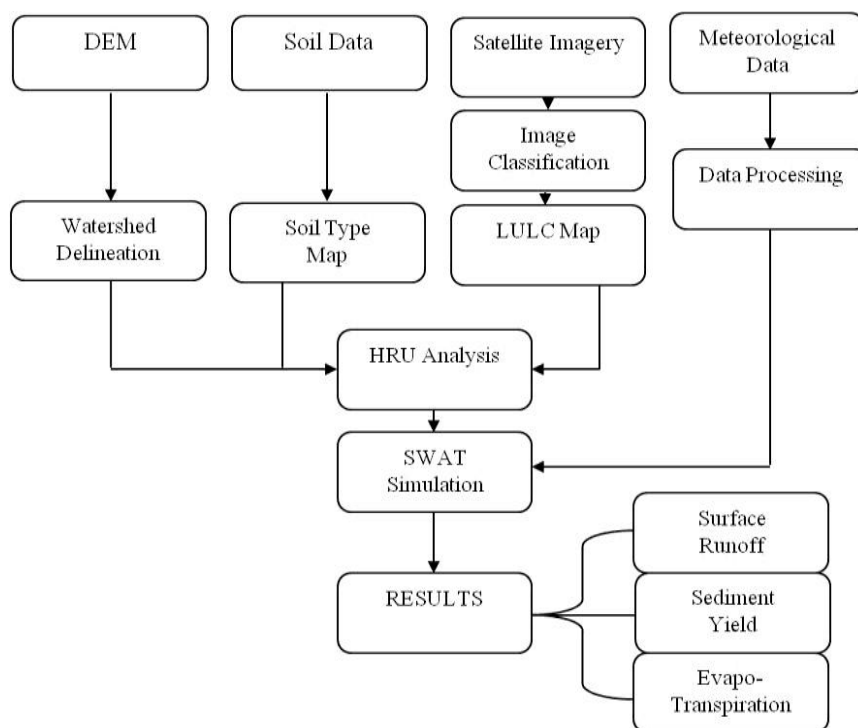 DEM
Soil Data
Satellite Imagery
Meteorological
Data
Image
Classification
Data Processing
Watershed
Delineation
Soil Type
Map
LULC Map
HRU Analysis
SWAT
Simulation
Surface
Runoff
RESULTS
Sediment
Yield
Evapo-
Transpiration